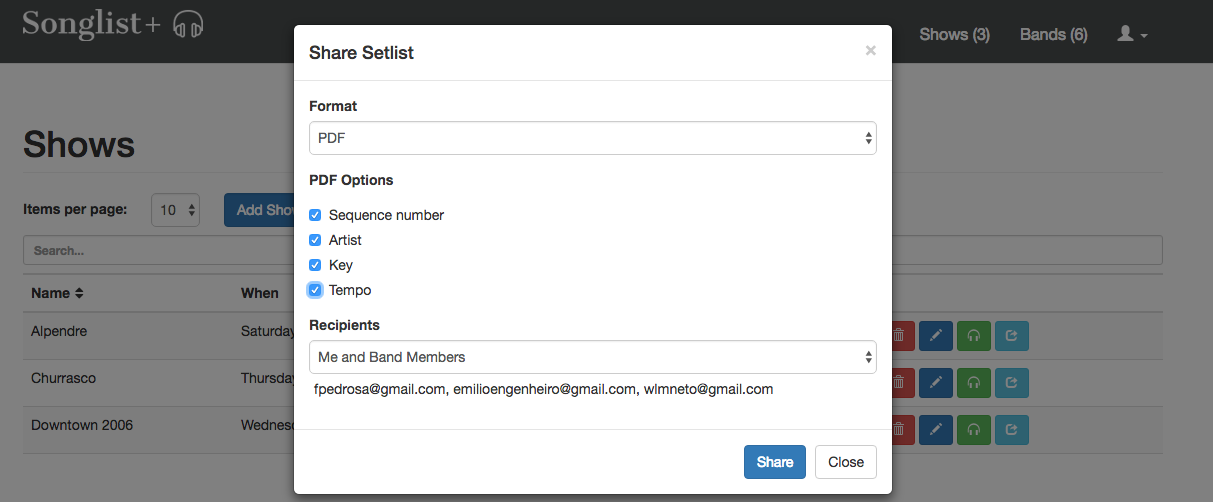 Songlist+
Shows (3) Bands (6)
Share Setlist ×
Format
PDF
Shows
PDF Options
Items per page: 10 Add Sho
Sequence number
Artist
Search...
Key
Name When
Tempo
Recipients
Alpendre Saturday
Me and Band Members
Churrasco Thursda
fpedrosa@gmail.com, emilioengenheiro@gmail.com, wlmneto@gmail.com
Downtown 2006 Wednes
Share Close